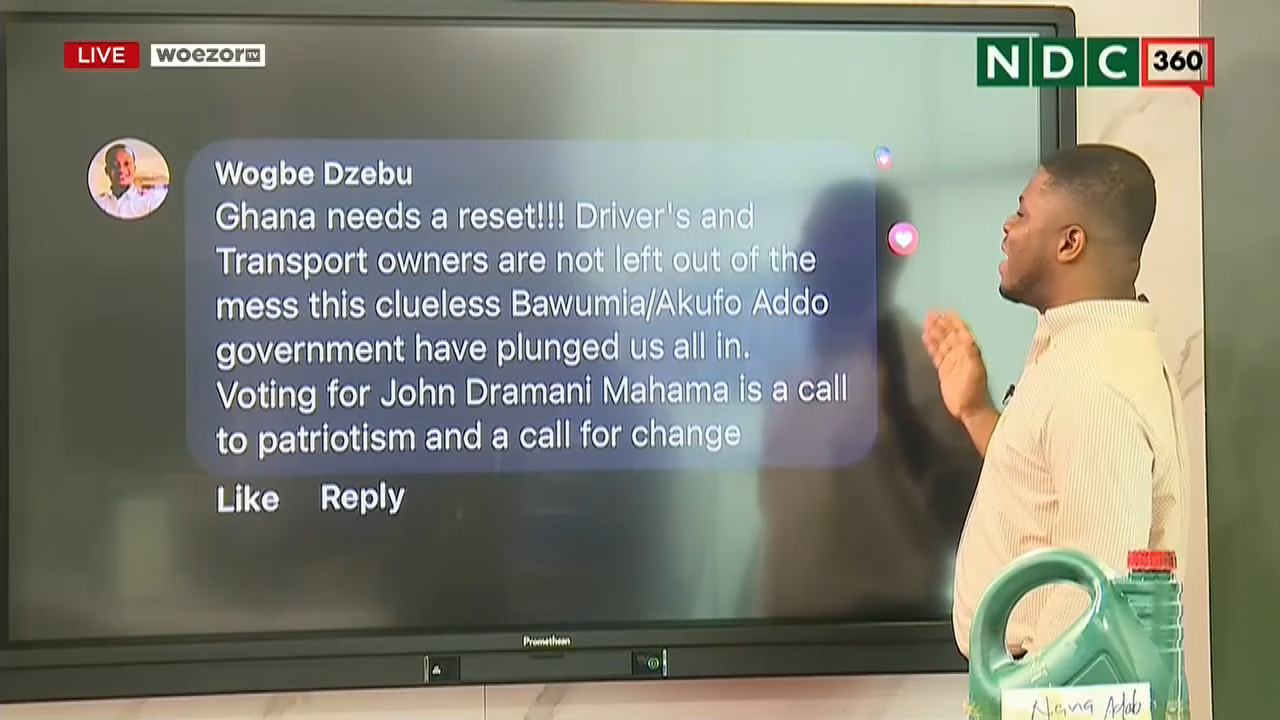 LIVE woezor TV
NDC 360
Wogbe Dzebu
Ghana needs a reset!!! Driver's and
Transport owners are not left out of the
mess this clueless Bawumia/Akufo Addo
government have plunged us all in.
Voting for John Dramani Mahama is a call
to patriotism and a call for change
Like Reply
Promethean
Nana